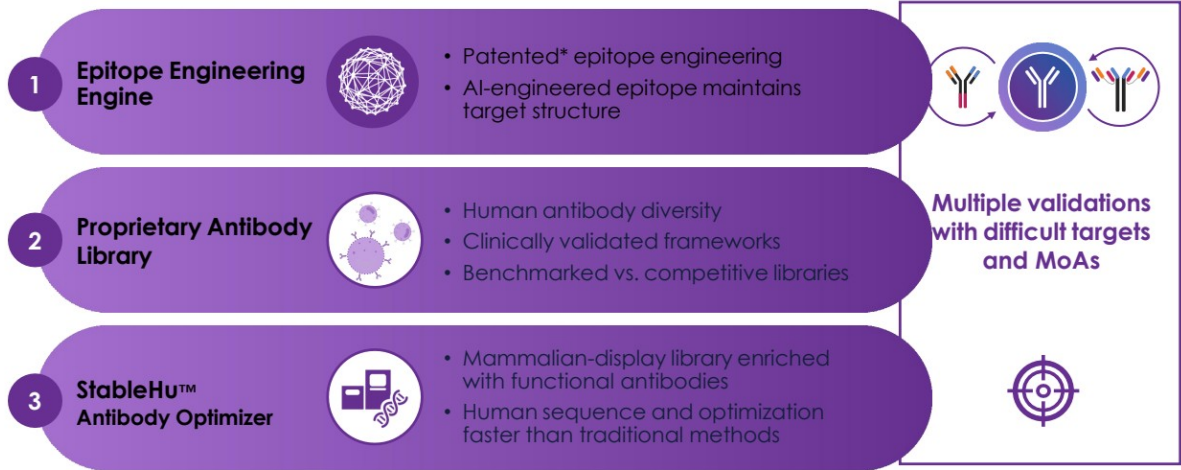 1
Epitope Engineering
Engine
• Patented* epitope engineering
• AI-engineered epitope maintains
target structure
2
Proprietary Antibody
Library
• Human antibody diversity
• Clinically validated frameworks
• Benchmarked vs. competitive libraries
3
StableHu™
Antibody Optimizer
• Mammalian-display library enriched
with functional antibodies
• Human sequence and optimization
faster than traditional methods
Multiple validations
with difficult targets
and MoAs